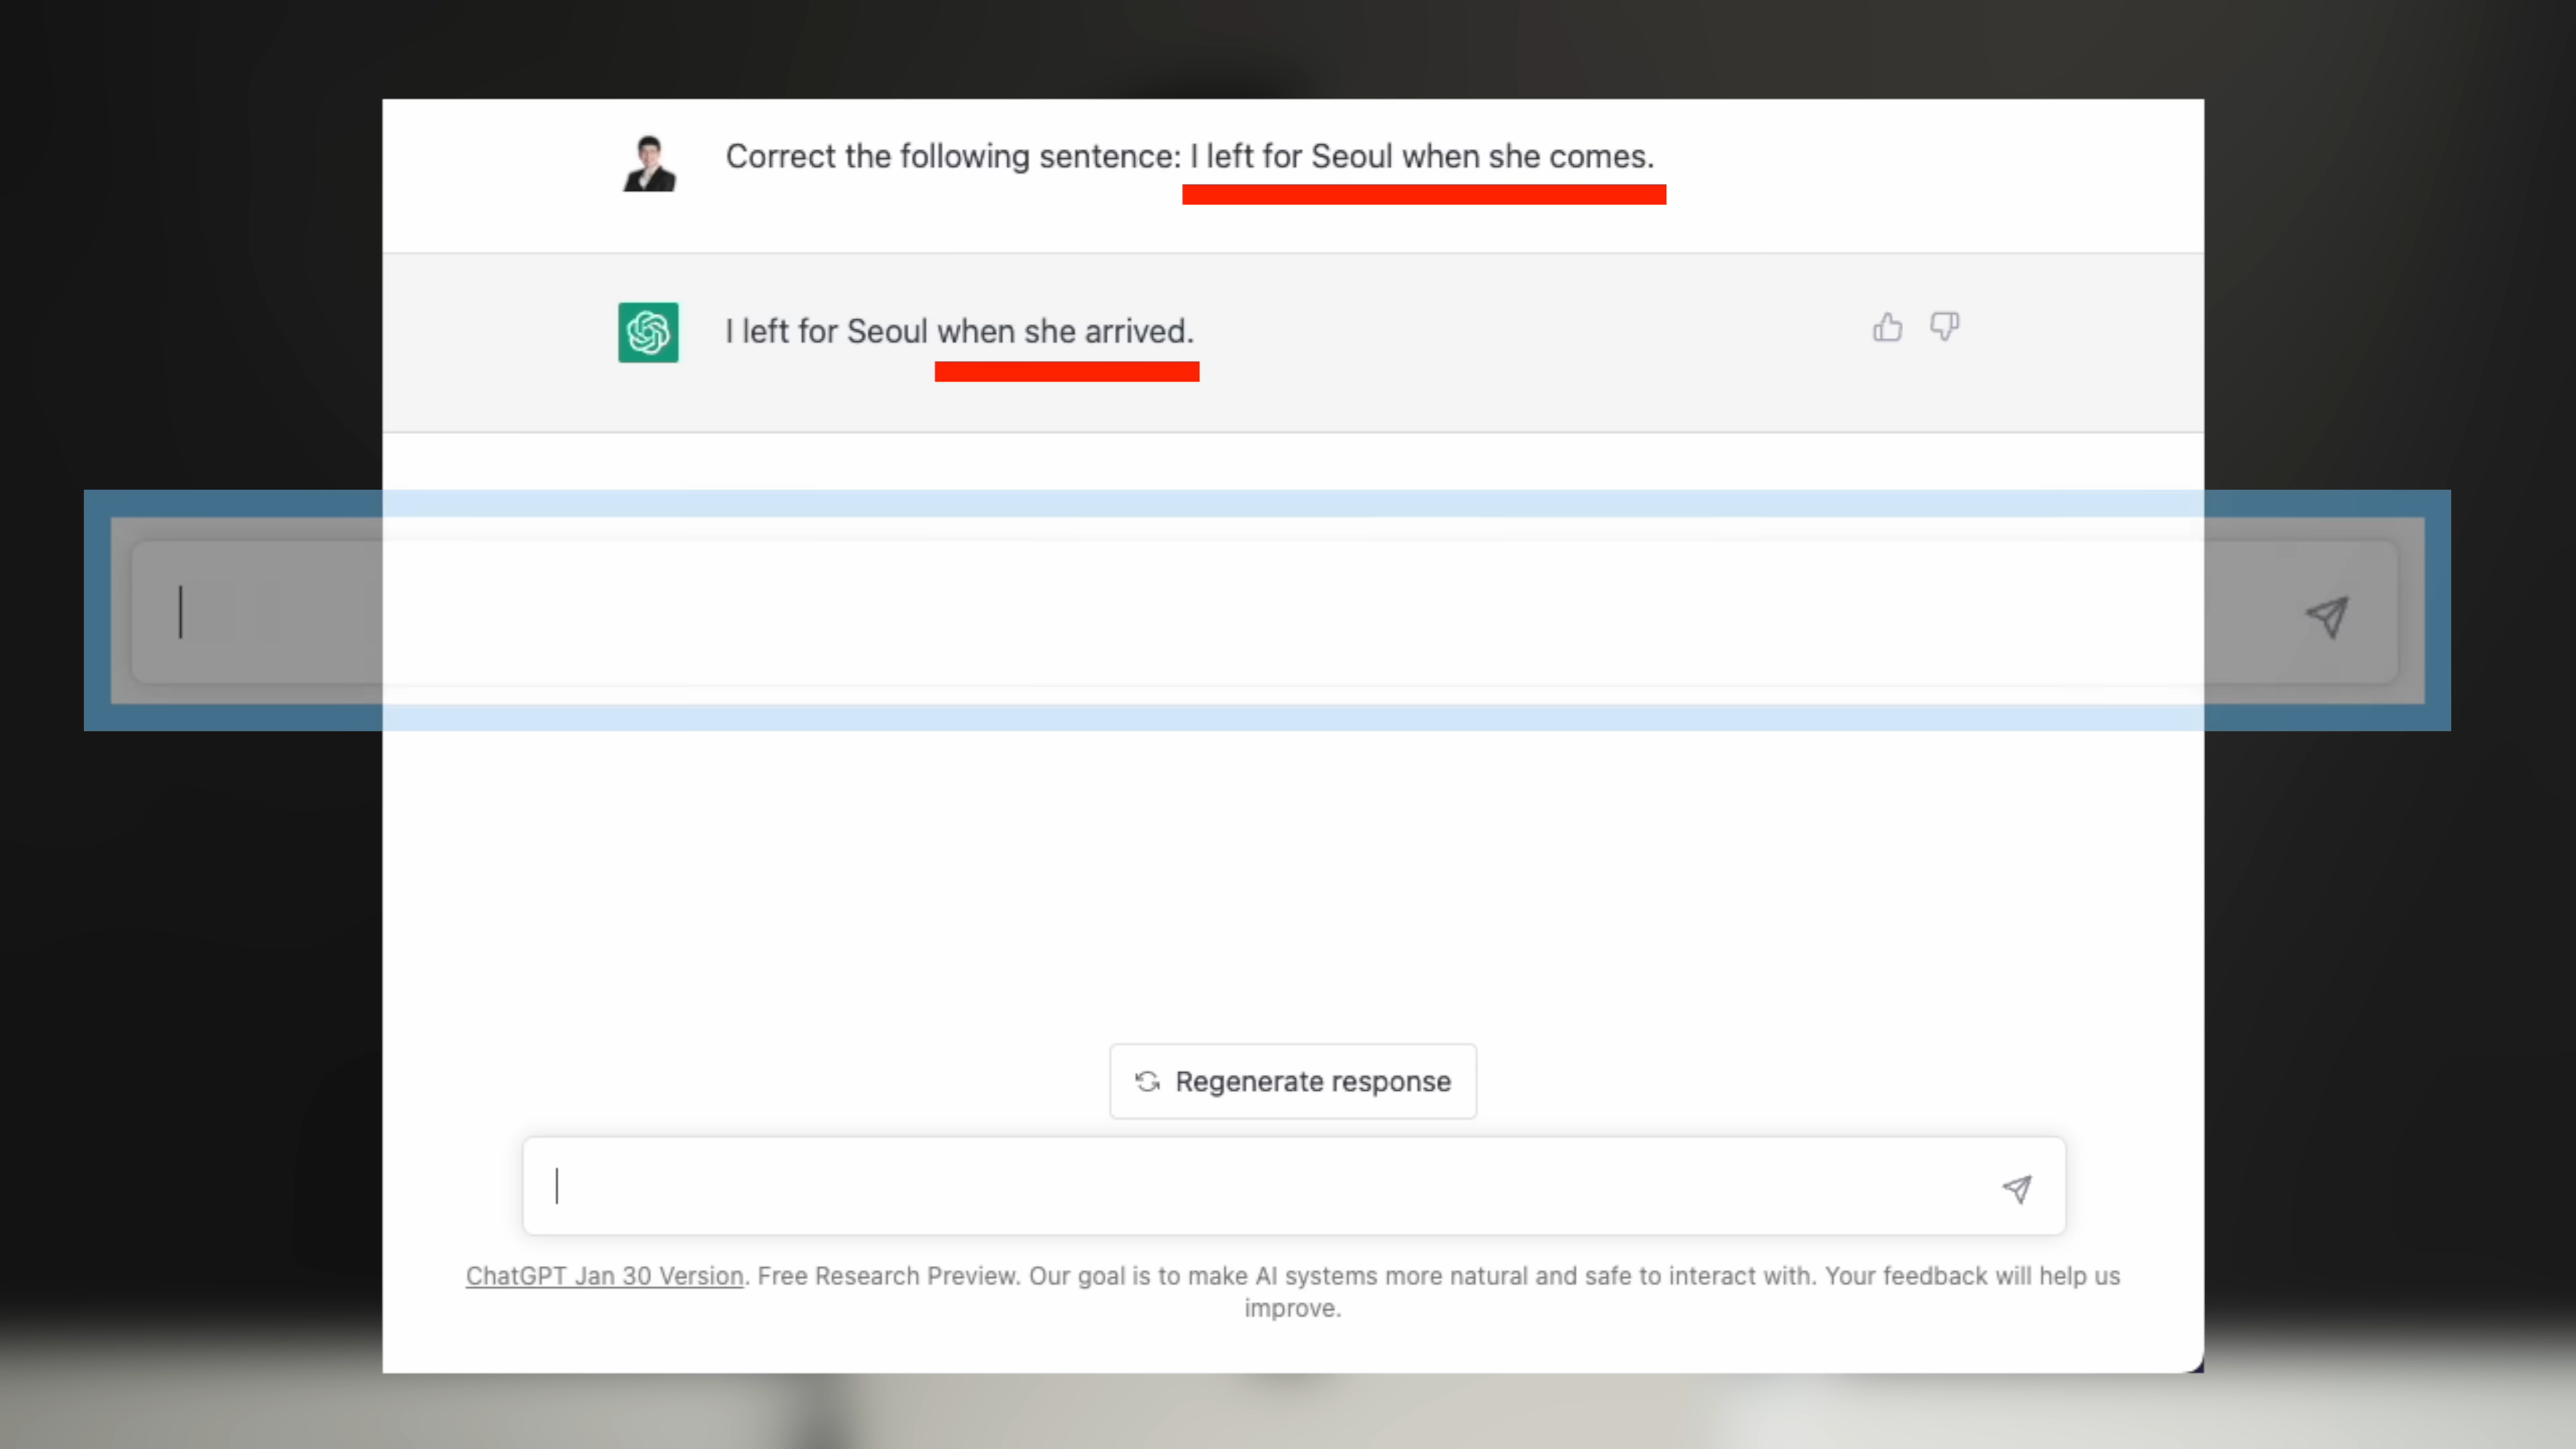 Correct the following sentence: I left for Seoul when she comes.
I left for Seoul when she arrived.
Regenerate response
ChatGPT Jan 30 Version. Free Research Preview. Our goal is to make AI systems more natural and safe to interact with. Your feedback will help us
improve.